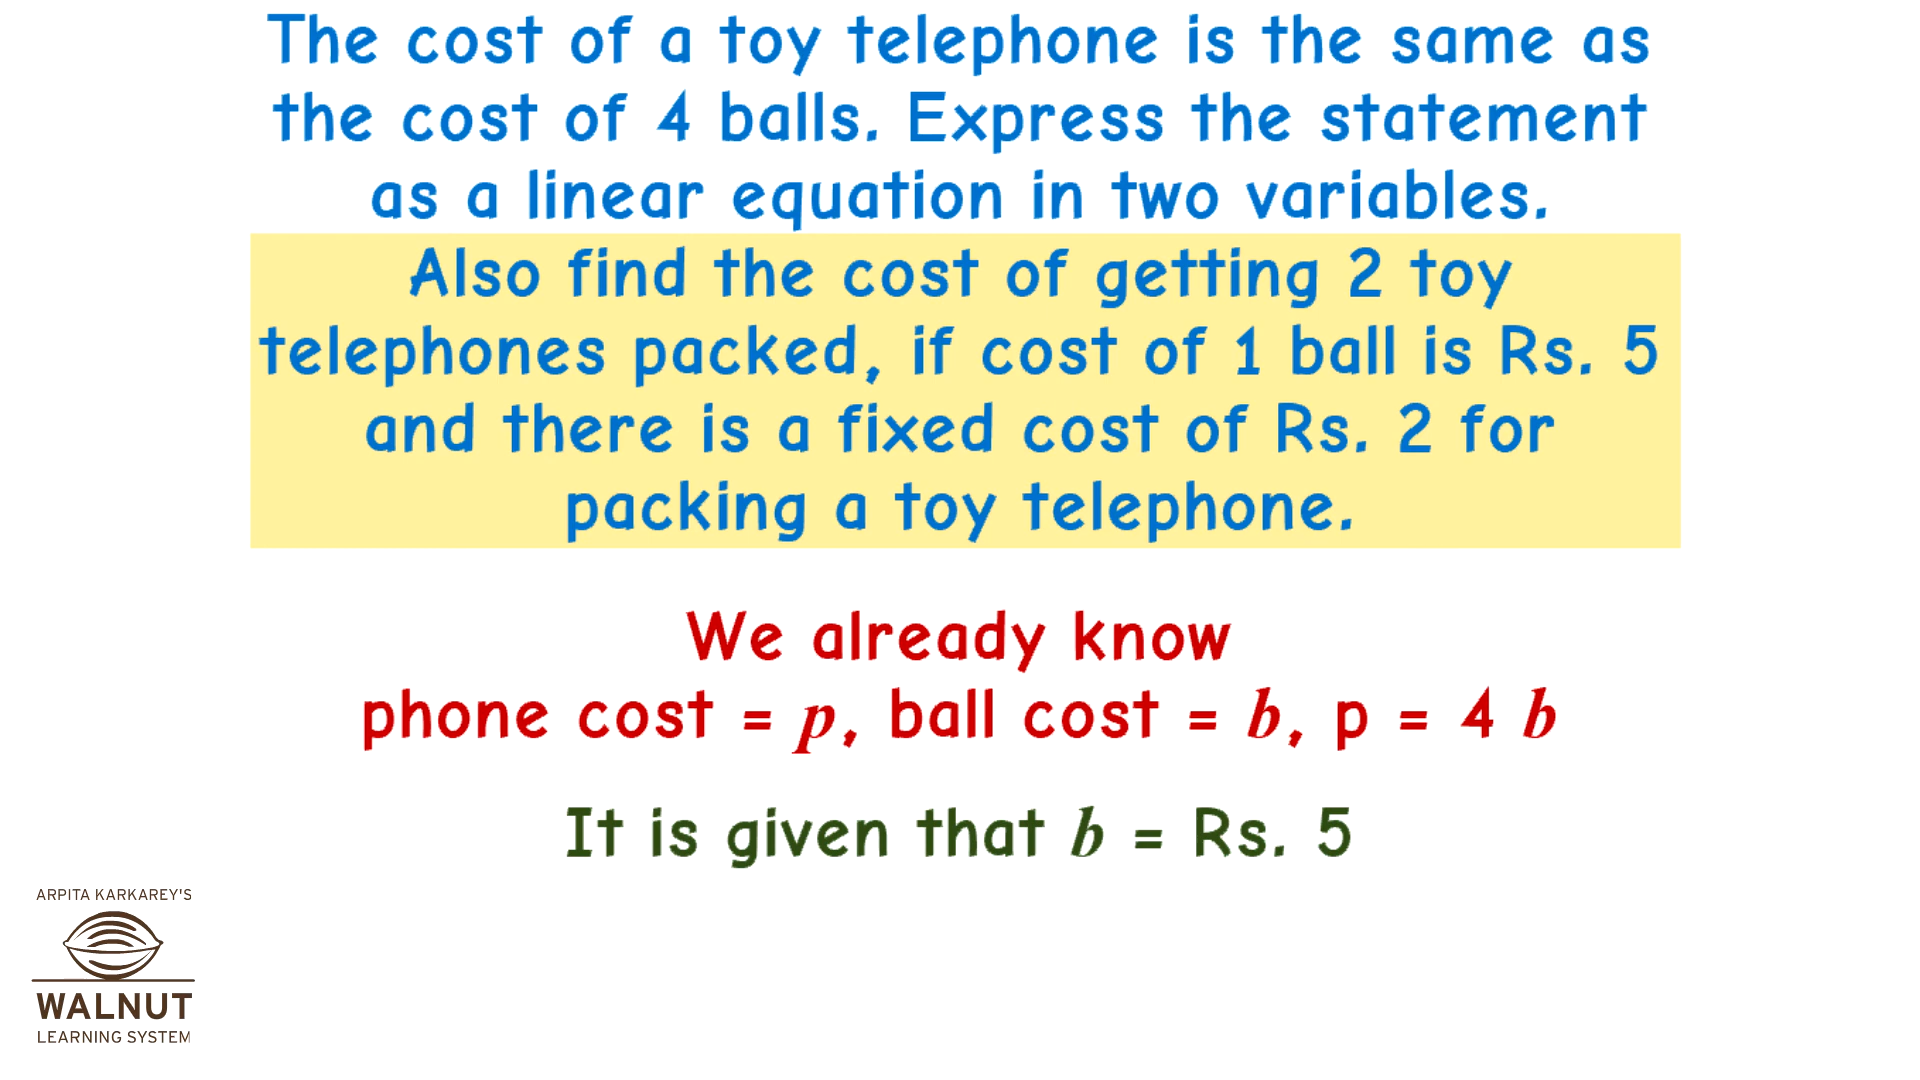 The cost of a toy telephone is the same as
the cost of 4 balls. Express the statement
as a linear equation in two variables.
Also find the cost of getting 2 toy
telephones packed, if cost of 1 ball is Rs. 5
and there is a fixed cost of Rs. 2 for
packing a toy telephone.
We already know
phone cost = p, ball cost = b, p = 4 b
It is given that b = Rs. 5
ARPITA KARKAREY'S
WALNUT
LEARNING SYSTEM